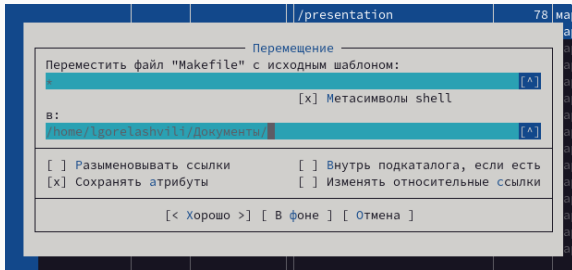 /presentation 78 ма
Перемещение
Переместить файл "Makefile" с исходным шаблоном:
* [^]
[x] Метасимволы shell
в:
/home/lgorelashvili/Документы/ [^]
[ ] Разыменовывать ссылки [ ] Внутрь подкаталога, если есть
[x] Сохранять атрибуты [ ] Изменять относительные ссылки
[< Хорошо >] [ В фоне ] [ Отмена ]